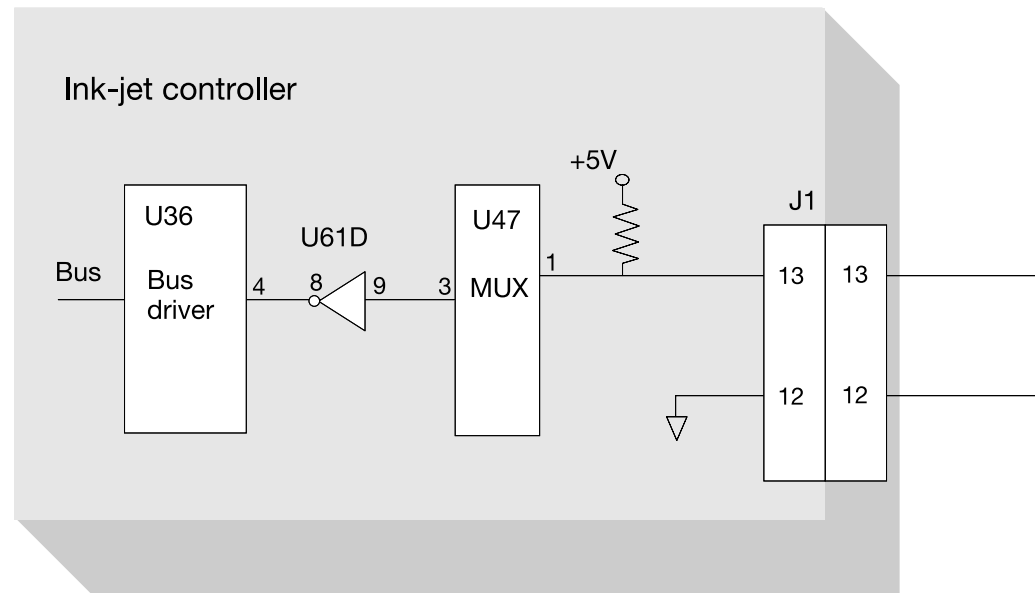 Ink-jet controller
+5V
J1
U36
U61D
U47
Bus
Bus
driver
4
8
9
3
MUX
1
13
13
12
12